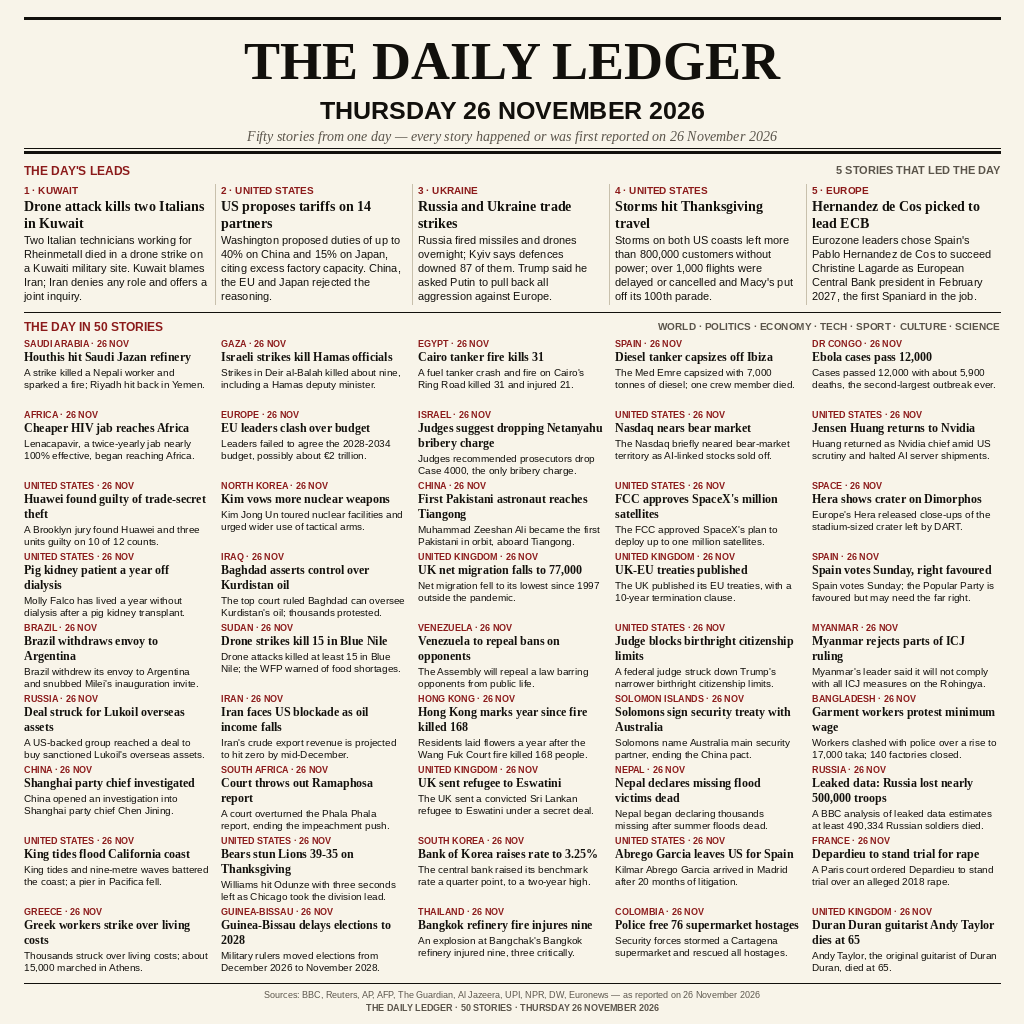 THE DAILY LEDGER
THURSDAY 26 NOVEMBER 2026
Fifty stories from one day — every story happened or was first reported on 26 November 2026
THE DAY'S LEADS
5 STORIES THAT LED THE DAY
1 · KUWAIT
Drone attack kills two Italians
in Kuwait
Two Italian technicians working for
Rheinmetall died in a drone strike on
a Kuwaiti military site. Kuwait blames
Iran; Iran denies any role and offers a
joint inquiry.
2 · UNITED STATES
US proposes tariffs on 14
partners
Washington proposed duties of up to
40% on China and 15% on Japan,
citing excess factory capacity. China,
the EU and Japan rejected the
reasoning.
3 · UKRAINE
Russia and Ukraine trade
strikes
Russia fired missiles and drones
overnight; Kyiv says defences
downed 87 of them. Trump said he
asked Putin to pull back all
aggression against Europe.
4 · UNITED STATES
Storms hit Thanksgiving
travel
Storms on both US coasts left more
than 800,000 customers without
power; over 1,000 flights were
delayed or cancelled and Macy's put
off its 100th parade.
5 · EUROPE
Hernandez de Cos picked to
lead ECB
Eurozone leaders chose Spain's
Pablo Hernandez de Cos to succeed
Christine Lagarde as European
Central Bank president in February
2027, the first Spaniard in the job.
THE DAY IN 50 STORIES
WORLD · POLITICS · ECONOMY · TECH · SPORT · CULTURE · SCIENCE
SAUDI ARABIA · 26 NOV
Houthis hit Saudi Jazan refinery
A strike killed a Nepali worker and
sparked a fire; Riyadh hit back in Yemen.
GAZA · 26 NOV
Israeli strikes kill Hamas officials
Strikes in Deir al-Balah killed about nine,
including a Hamas deputy minister.
EGYPT · 26 NOV
Cairo tanker fire kills 31
A fuel tanker crash and fire on Cairo's
Ring Road killed 31 and injured 21.
SPAIN · 26 NOV
Diesel tanker capsizes off Ibiza
The Med Emre capsized with 7,000
tonnes of diesel; one crew member died.
DR CONGO · 26 NOV
Ebola cases pass 12,000
Cases passed 12,000 with about 5,900
deaths, the second-largest outbreak ever.
AFRICA · 26 NOV
Cheaper HIV jab reaches Africa
Lenacapavir, a twice-yearly jab nearly
100% effective, began reaching Africa.
EUROPE · 26 NOV
EU leaders clash over budget
Leaders failed to agree the 2028-2034
budget, possibly about €2 trillion.
ISRAEL · 26 NOV
Judges suggest dropping Netanyahu
bribery charge
Judges recommended prosecutors drop
Case 4000, the only bribery charge.
UNITED STATES · 26 NOV
Nasdaq nears bear market
The Nasdaq briefly neared bear-market
territory as AI-linked stocks sold off.
UNITED STATES · 26 NOV
Jensen Huang returns to Nvidia
Huang returned as Nvidia chief amid US
scrutiny and halted AI server shipments.
UNITED STATES · 26 NOV
Huawei found guilty of trade-secret
theft
A Brooklyn jury found Huawei and three
units guilty on 10 of 12 counts.
NORTH KOREA · 26 NOV
Kim vows more nuclear weapons
Kim Jong Un toured nuclear facilities and
urged wider use of tactical arms.
CHINA · 26 NOV
First Pakistani astronaut reaches
Tiangong
Muhammad Zeeshan Ali became the first
Pakistani in orbit, aboard Tiangong.
UNITED STATES · 26 NOV
FCC approves SpaceX's million
satellites
The FCC approved SpaceX's plan to
deploy up to one million satellites.
SPACE · 26 NOV
Hera shows crater on Dimorphos
Europe's Hera released close-ups of the
stadium-sized crater left by DART.
UNITED STATES · 26 NOV
Pig kidney patient a year off
dialysis
Molly Falco has lived a year without
dialysis after a pig kidney transplant.
IRAQ · 26 NOV
Baghdad asserts control over
Kurdistan oil
The top court ruled Baghdad can oversee
Kurdistan's oil; thousands protested.
UNITED KINGDOM · 26 NOV
UK net migration falls to 77,000
Net migration fell to its lowest since 1997
outside the pandemic.
UNITED KINGDOM · 26 NOV
UK-EU treaties published
The UK published its EU treaties, with a
10-year termination clause.
SPAIN · 26 NOV
Spain votes Sunday, right favoured
Spain votes Sunday; the Popular Party is
favoured but may need the far right.
BRAZIL · 26 NOV
Brazil withdraws envoy to
Argentina
Brazil withdrew its envoy to Argentina
and snubbed Milei's inauguration invite.
SUDAN · 26 NOV
Drone strikes kill 15 in Blue Nile
Drone attacks killed at least 15 in Blue
Nile; the WFP warned of food shortages.
VENEZUELA · 26 NOV
Venezuela to repeal bans on
opponents
The Assembly will repeal a law barring
opponents from public life.
UNITED STATES · 26 NOV
Judge blocks birthright citizenship
limits
A federal judge struck down Trump's
narrower birthright citizenship limits.
MYANMAR · 26 NOV
Myanmar rejects parts of ICJ
ruling
Myanmar's leader said it will not comply
with all ICJ measures on the Rohingya.
RUSSIA · 26 NOV
Deal struck for Lukoil overseas
assets
A US-backed group reached a deal to
buy sanctioned Lukoil's overseas assets.
IRAN · 26 NOV
Iran faces US blockade as oil
income falls
Iran's crude export revenue is projected
to hit zero by mid-December.
HONG KONG · 26 NOV
Hong Kong marks year since fire
killed 168
Residents laid flowers a year after the
Wang Fuk Court fire killed 168 people.
SOLOMON ISLANDS · 26 NOV
Solomons sign security treaty with
Australia
Solomons name Australia main security
partner, ending the China pact.
BANGLADESH · 26 NOV
Garment workers protest minimum
wage
Workers clashed with police over a rise to
17,000 taka; 140 factories closed.
CHINA · 26 NOV
Shanghai party chief investigated
China opened an investigation into
Shanghai party chief Chen Jining.
SOUTH AFRICA · 26 NOV
Court throws out Ramaphosa
report
A court overturned the Phala Phala
report, ending the impeachment push.
UNITED KINGDOM · 26 NOV
UK sent refugee to Eswatini
The UK sent a convicted Sri Lankan
refugee to Eswatini under a secret deal.
NEPAL · 26 NOV
Nepal declares missing flood
victims dead
Nepal began declaring thousands
missing after summer floods dead.
RUSSIA · 26 NOV
Leaked data: Russia lost nearly
500,000 troops
A BBC analysis of leaked data estimates
at least 490,334 Russian soldiers died.
UNITED STATES · 26 NOV
King tides flood California coast
King tides and nine-metre waves battered
the coast; a pier in Pacifica fell.
UNITED STATES · 26 NOV
Bears stun Lions 39-35 on
Thanksgiving
Williams hit Odunze with three seconds
left as Chicago took the division lead.
SOUTH KOREA · 26 NOV
Bank of Korea raises rate to 3.25%
The central bank raised its benchmark
rate a quarter point, to a two-year high.
UNITED STATES · 26 NOV
Abrego Garcia leaves US for Spain
Kilmar Abrego Garcia arrived in Madrid
after 20 months of litigation.
FRANCE · 26 NOV
Depardieu to stand trial for rape
A Paris court ordered Depardieu to stand
trial over an alleged 2018 rape.
GREECE · 26 NOV
Greek workers strike over living
costs
Thousands struck over living costs; about
15,000 marched in Athens.
GUINEA-BISSAU · 26 NOV
Guinea-Bissau delays elections to
2028
Military rulers moved elections from
December 2026 to November 2028.
THAILAND · 26 NOV
Bangkok refinery fire injures nine
An explosion at Bangchak's Bangkok
refinery injured nine, three critically.
COLOMBIA · 26 NOV
Police free 76 supermarket hostages
Security forces stormed a Cartagena
supermarket and rescued all hostages.
UNITED KINGDOM · 26 NOV
Duran Duran guitarist Andy Taylor
dies at 65
Andy Taylor, the original guitarist of Duran
Duran, died at 65.
Sources: BBC, Reuters, AP, AFP, The Guardian, Al Jazeera, UPI, NPR, DW, Euronews — as reported on 26 November 2026
THE DAILY LEDGER · 50 STORIES · THURSDAY 26 NOVEMBER 2026